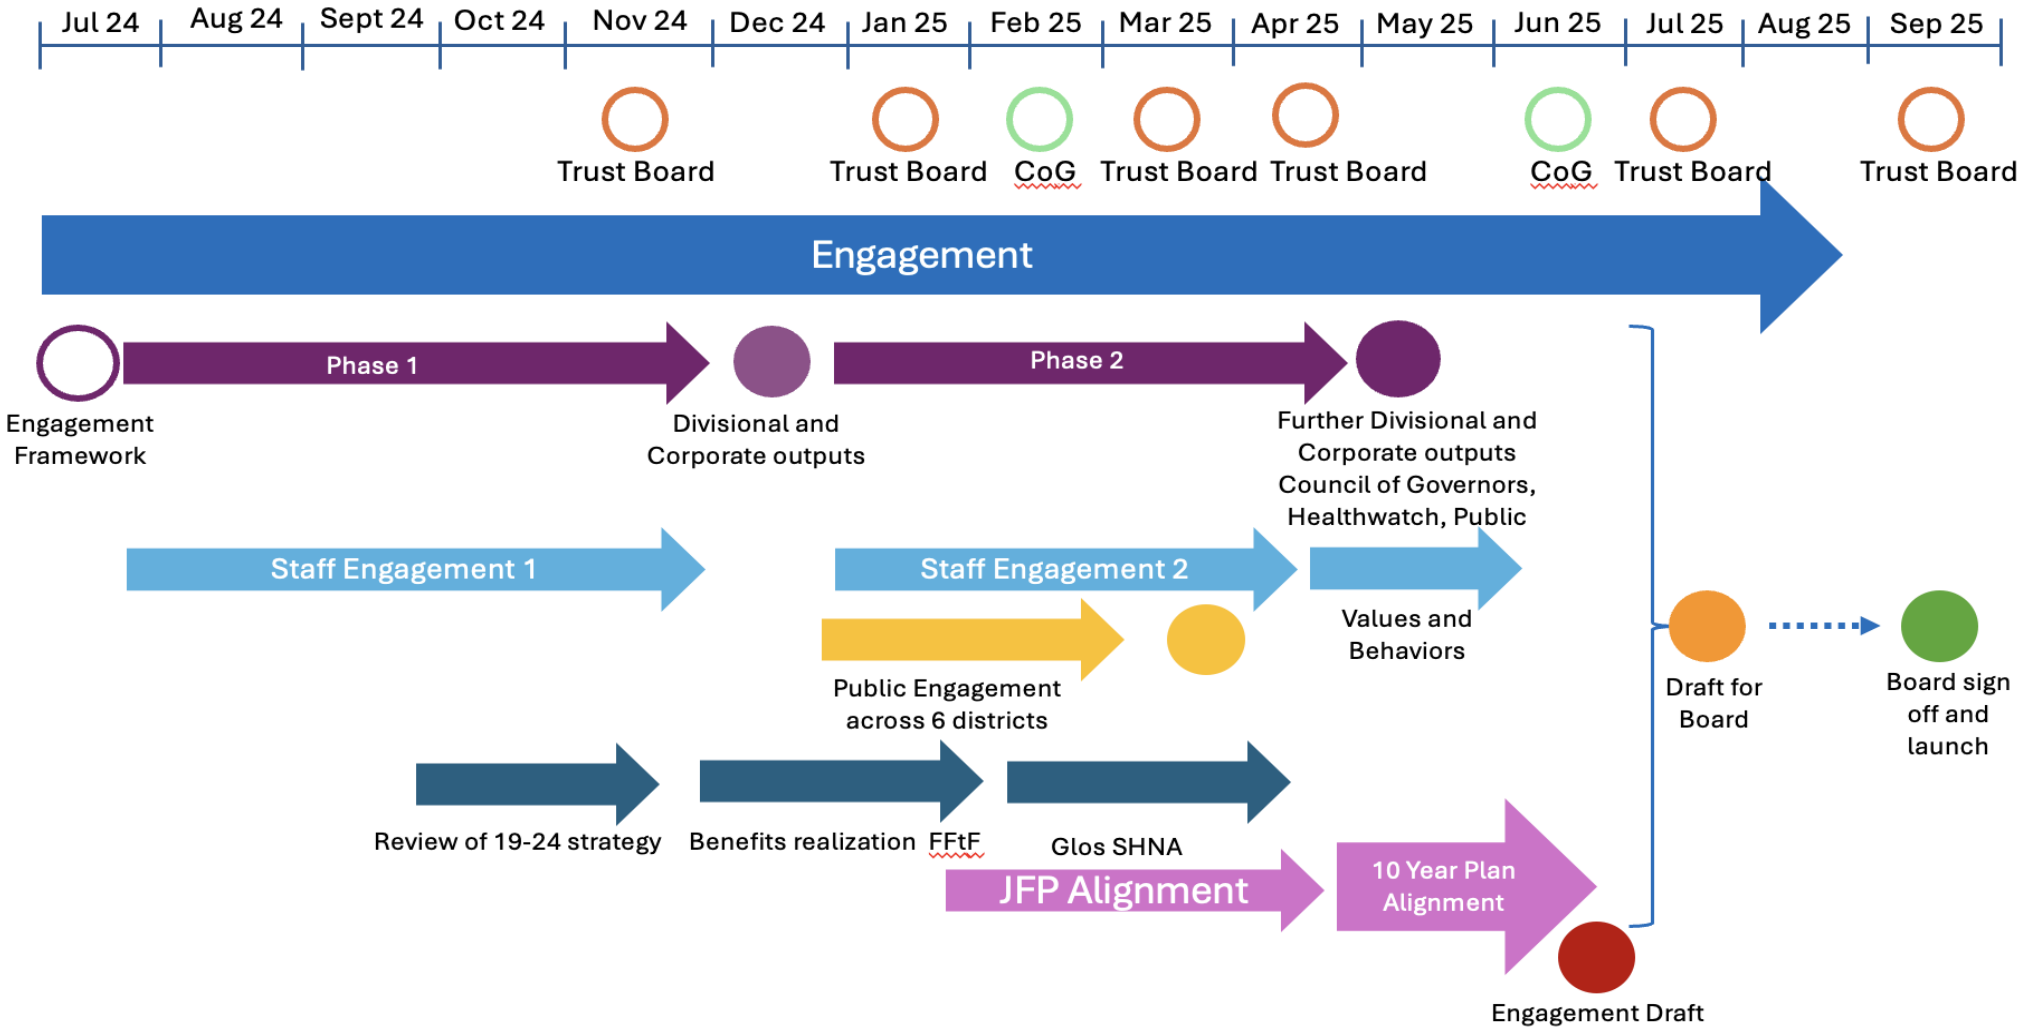 Jul 24 Aug 24 Sept 24 Oct 24 Nov 24 Dec 24 Jan 25 Feb 25 Mar 25 Apr 25 May 25 Jun 25 Jul 25 Aug 25 Sep 25
Trust Board Trust Board CoG Trust Board Trust Board CoG Trust Board Trust Board
Engagement
Phase 1
Phase 2
Engagement
Framework
Divisional and
Corporate outputs
Further Divisional and
Corporate outputs
Council of Governors,
Healthwatch, Public
Staff Engagement 1
Staff Engagement 2
Values and
Behaviors
Public Engagement
across 6 districts
Draft for
Board
Board sign
off and
launch
Review of 19-24 strategy
Benefits realization FFtF
Glos SHNA
JFP Alignment
10 Year Plan
Alignment
Engagement Draft